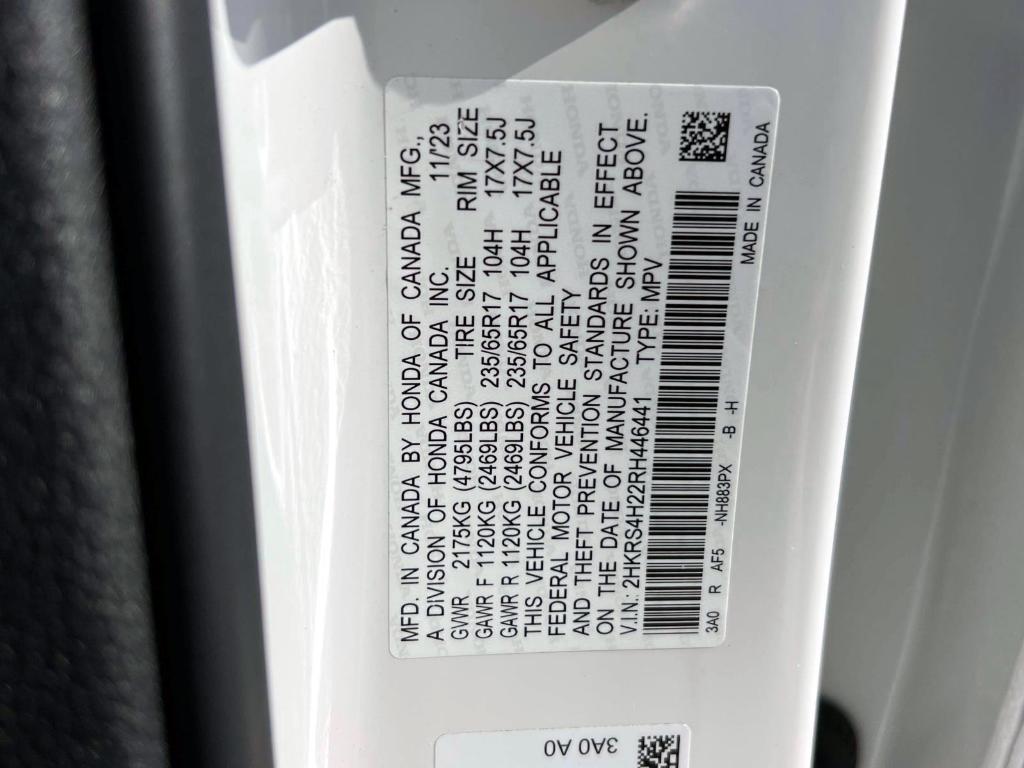 MFD. IN CANADA BY HONDA OF CANADA MFG.,
A DIVISION OF HONDA CANADA INC. 11/23
GVWR 2175KG (4795LBS) TIRE SIZE RIM SIZE
GAWR F 1120KG (2469LBS) 235/65R17 104H 17X7.5J
GAWR R 1120KG (2469LBS) 235/65R17 104H 17X7.5J
THIS VEHICLE CONFORMS TO ALL APPLICABLE
FEDERAL MOTOR VEHICLE SAFETY
AND THEFT PREVENTION STANDARDS IN EFFECT
ON THE DATE OF MANUFACTURE SHOWN ABOVE.
V.I.N.: 2HKRS4H22RH446441 TYPE: MPV
3A0 R AF5 -NH883PX -B -H
MADE IN CANADA
3A0 A0